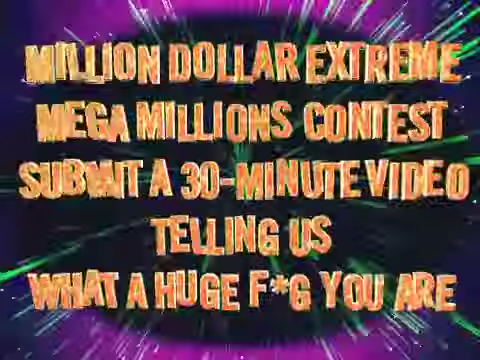 MILLION DOLLAR EXTREME
MEGA MILLIONS CONTEST
SUBMIT A 30-MINUTE VIDEO
TELLING US
WHAT A HUGE F*G YOU ARE